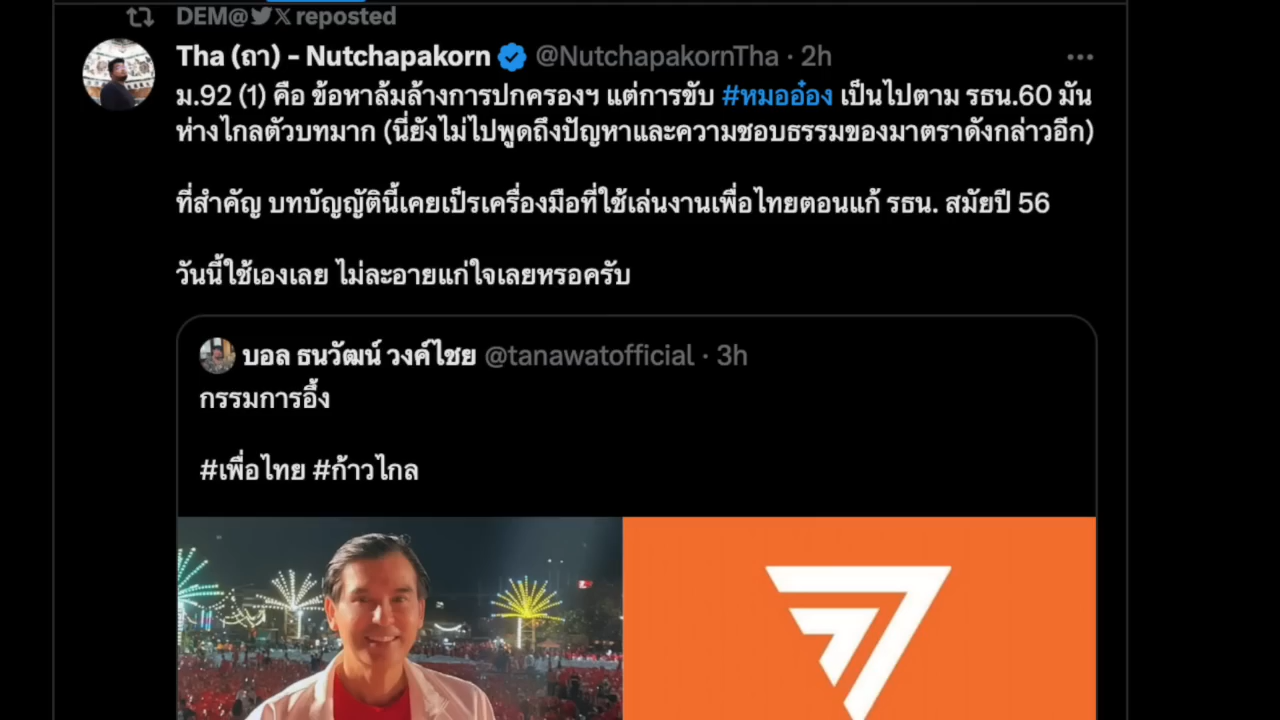 DEM@ X reposted
Tha (ถา) - Nutchapakorn @NutchapakornTha · 2h
ม.92 (1) คือ ข้อหาล้มล้างการปกครองฯ แต่การขับ #หมออ๋อง เป็นไปตาม รธน.60 มัน
ห่างไกลตัวบทมาก (นี่ยังไม่ไปพูดถึงปัญหาและความชอบธรรมของมาตราดังกล่าวอีก)
ที่สำคัญ บทบัญญัตินี้เคยเป็รเครื่องมือที่ใช้เล่นงานเพื่อไทยตอนแก้ รธน. สมัยปี 56
วันนี้ใช้เองเลย ไม่ละอายแก่ใจเลยหรอครับ
บอล ธนวัฒน์ วงค์ไชย @tanawatofficial · 3h
กรรมการอึ้ง
#เพื่อไทย #ก้าวไกล